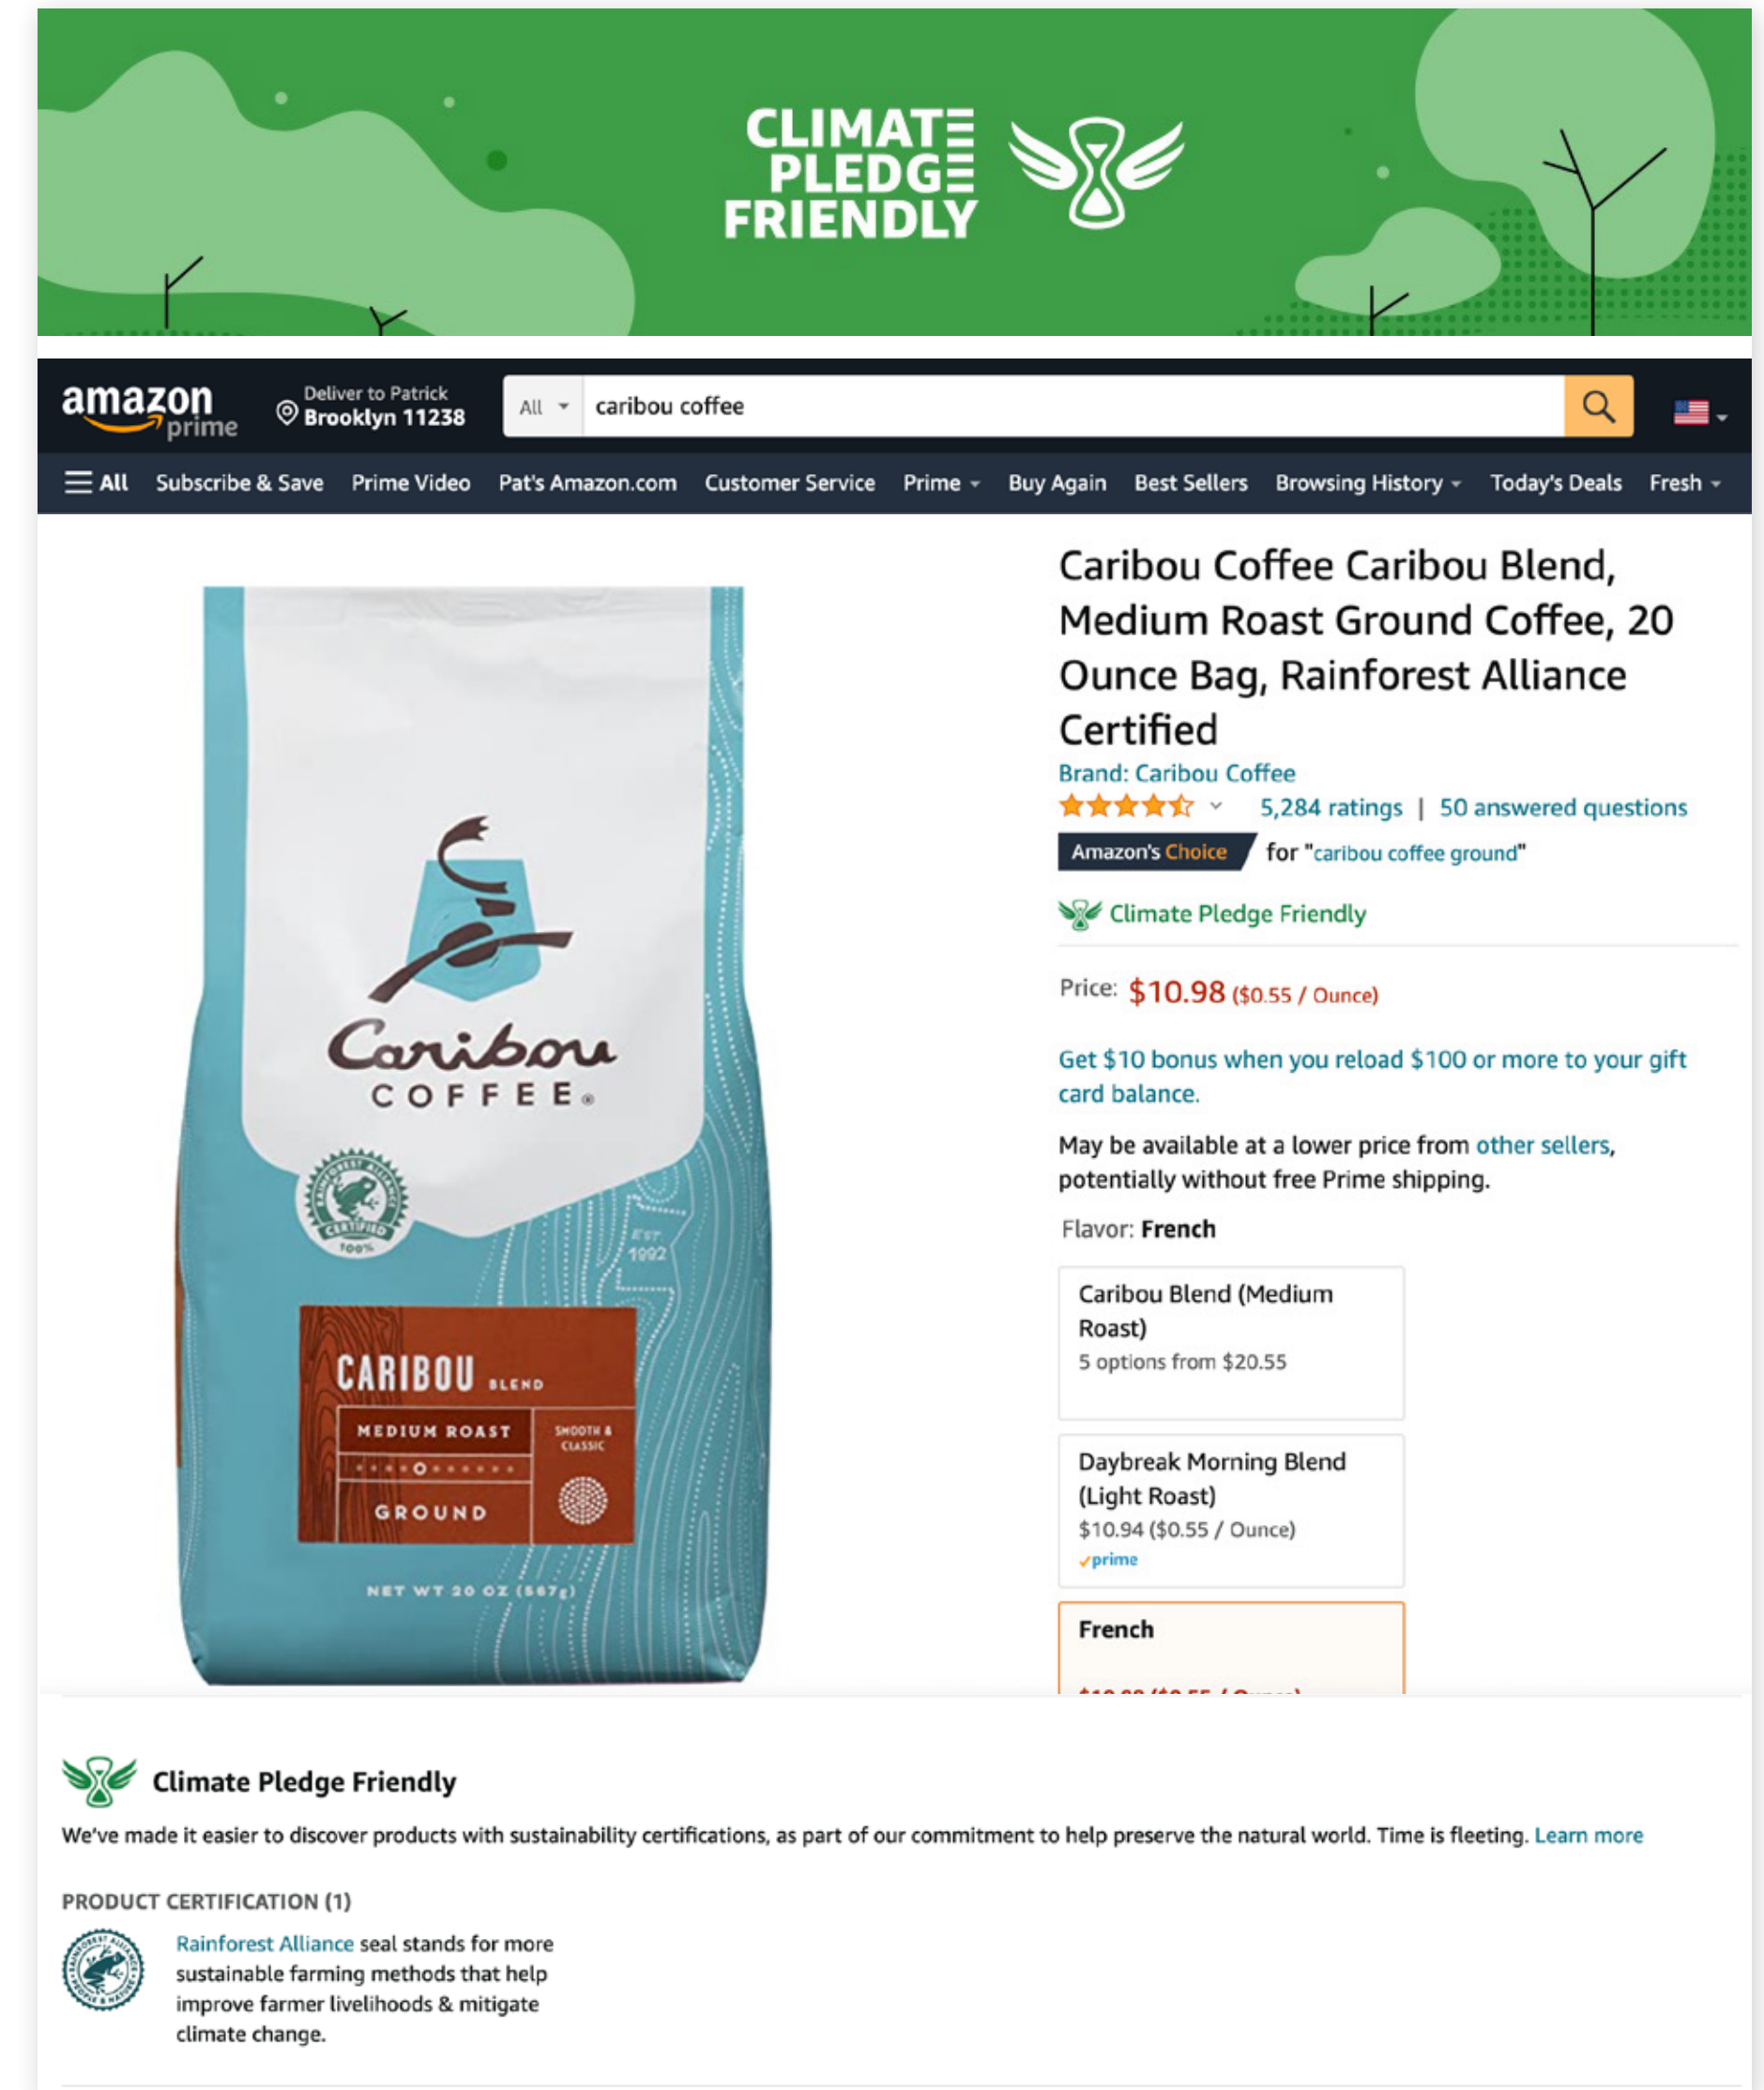 CLIMATE
PLEDGE
FRIENDLY
amazon
prime
Deliver to Patrick
Brooklyn 11238
All
caribou coffee
All Subscribe & Save Prime Video Pat's Amazon.com Customer Service Prime Buy Again Best Sellers Browsing History Today's Deals Fresh
Caribou Coffee Caribou Blend,
Medium Roast Ground Coffee, 20
Ounce Bag, Rainforest Alliance
Certified
Brand: Caribou Coffee
5,284 ratings | 50 answered questions
Amazon's Choice for "caribou coffee ground"
Climate Pledge Friendly
Price: $10.98 ($0.55 / Ounce)
Get $10 bonus when you reload $100 or more to your gift
card balance.
May be available at a lower price from other sellers,
potentially without free Prime shipping.
Flavor: French
Caribou Blend (Medium
Roast)
5 options from $20.55
Daybreak Morning Blend
(Light Roast)
$10.94 ($0.55 / Ounce)
prime
French
Caribou
COFFEE®
RAINFOREST ALLIANCE
CERTIFIED
100%
EST
1992
CARIBOU BLEND
MEDIUM ROAST
SMOOTH &
CLASSIC
GROUND
NET WT 20 OZ (567g)
Climate Pledge Friendly
We've made it easier to discover products with sustainability certifications, as part of our commitment to help preserve the natural world. Time is fleeting. Learn more
PRODUCT CERTIFICATION (1)
RAINFOREST ALLIANCE
PEOPLE & NATURE
Rainforest Alliance seal stands for more
sustainable farming methods that help
improve farmer livelihoods & mitigate
climate change.